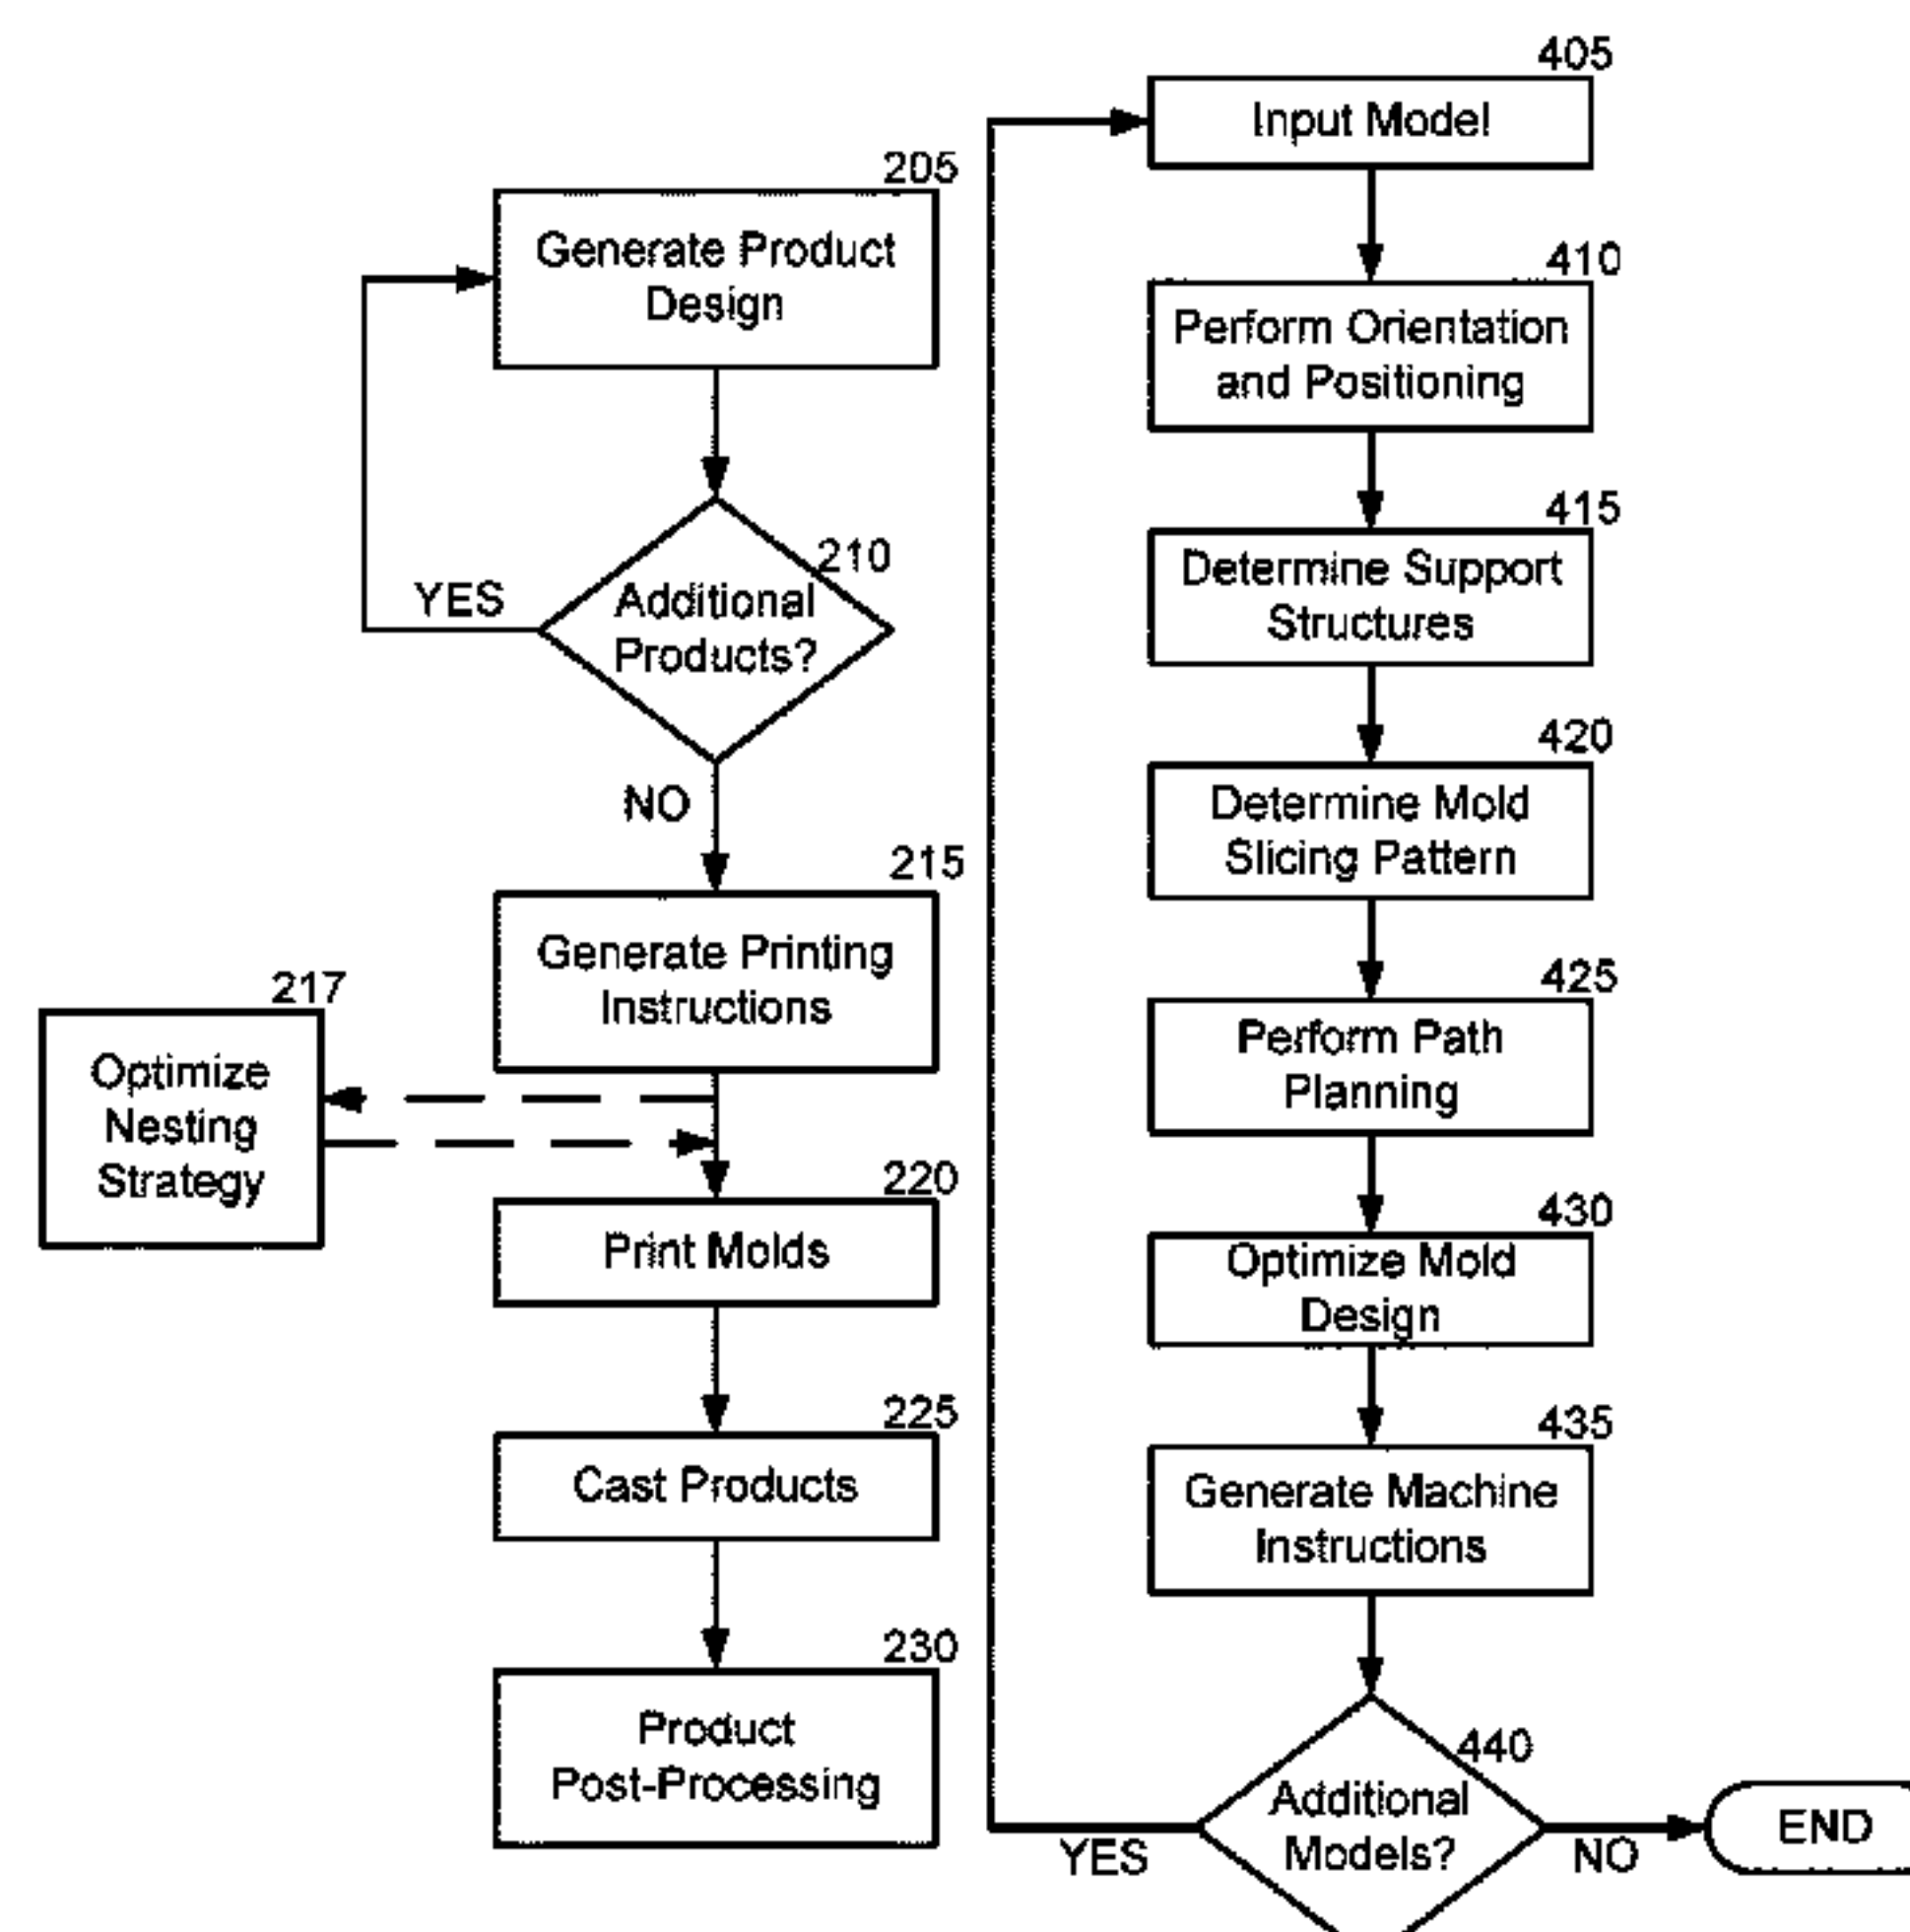 205
Generate Product
Design
210
Additional
Products?
YES
NO
215
Generate Printing
Instructions
217
Optimize
Nesting
Strategy
220
Print Molds
225
Cast Products
230
Product
Post-Processing
405
Input Model
410
Perform Orientation
and Positioning
415
Determine Support
Structures
420
Determine Mold
Slicing Pattern
425
Perform Path
Planning
430
Optimize Mold
Design
435
Generate Machine
Instructions
440
Additional
Models?
YES
NO
END